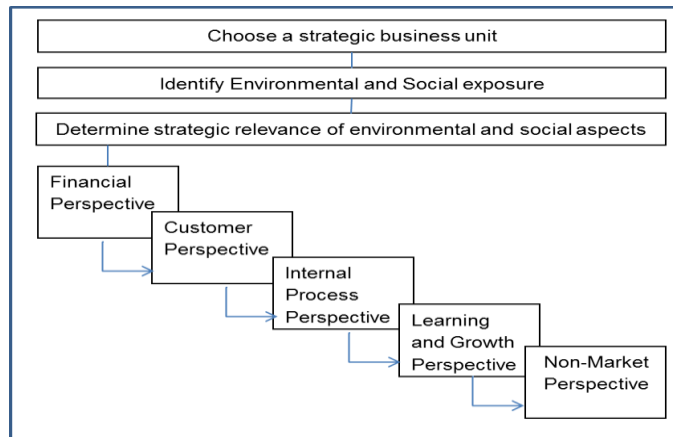 Choose a strategic business unit
Identify Environmental and Social exposure
Determine strategic relevance of environmental and social aspects
Financial
Perspective
Customer
Perspective
Internal
Process
Perspective
Learning
and Growth
Perspective
Non-Market
Perspective